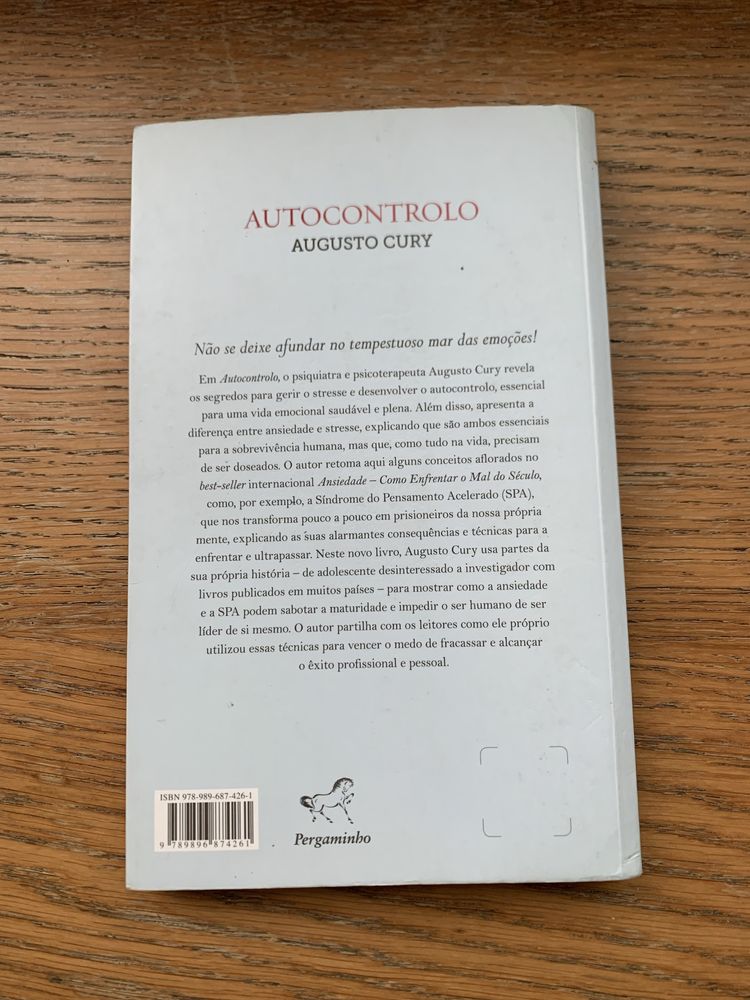 AUTOCONTROLO
AUGUSTO CURY
Não se deixe afundar no tempestuoso mar das emoções!
Em Autocontrolo, o psiquiatra e psicoterapeuta Augusto Cury revela
os segredos para gerir o stresse e desenvolver o autocontrolo, essencial
para uma vida emocional saudável e plena. Além disso, apresenta a
diferença entre ansiedade e stresse, explicando que são ambos essenciais
para a sobrevivência humana, mas que, como tudo na vida, precisam
de ser doseados. O autor retoma aqui alguns conceitos aflorados no
best-seller internacional Ansiedade – Como Enfrentar o Mal do Século,
como, por exemplo, a Síndrome do Pensamento Acelerado (SPA),
que nos transforma pouco a pouco em prisioneiros da nossa própria
mente, explicando as suas alarmantes consequências e técnicas para a
enfrentar e ultrapassar. Neste novo livro, Augusto Cury usa partes da
sua própria história – de adolescente desinteressado a investigador com
livros publicados em muitos países – para mostrar como a ansiedade
e a SPA podem sabotar a maturidade e impedir o ser humano de ser
líder de si mesmo. O autor partilha com os leitores como ele próprio
utilizou essas técnicas para vencer o medo de fracassar e alcançar
o êxito profissional e pessoal.
ISBN 978-989-687-426-1
9 789896 874261
Pergaminho